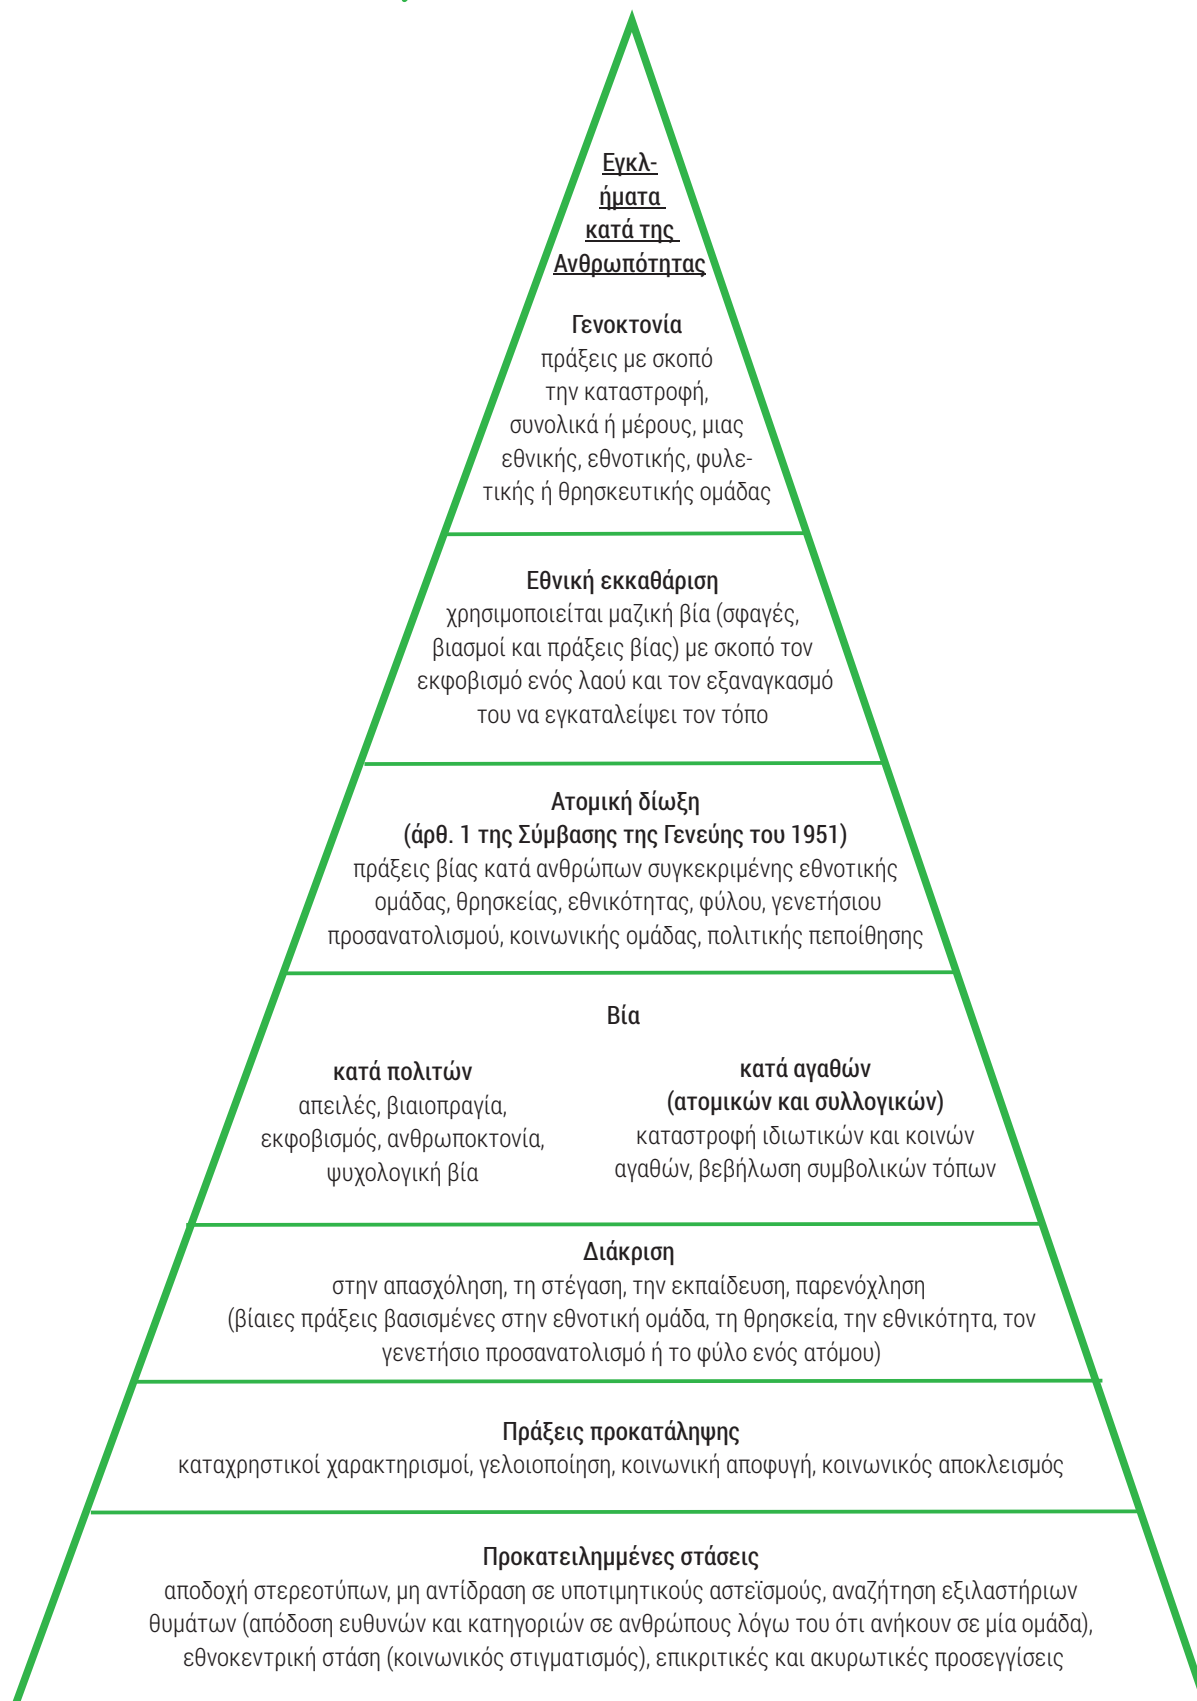 Εγκλ-
ήματα
κατά της
Ανθρωπότητας
Γενοκτονία
πράξεις με σκοπό
την καταστροφή,
συνολικά ή μέρους, μιας
εθνικής, εθνοτικής, φυλε-
τικής ή θρησκευτικής ομάδας
Εθνική εκκαθάριση
χρησιμοποιείται μαζική βία (σφαγές,
βιασμοί και πράξεις βίας) με σκοπό τον
εκφοβισμό ενός λαού και τον εξαναγκασμό
του να εγκαταλείψει τον τόπο
Ατομική δίωξη
(άρθ. 1 της Σύμβασης της Γενεύης του 1951)
πράξεις βίας κατά ανθρώπων συγκεκριμένης εθνοτικής
ομάδας, θρησκείας, εθνικότητας, φύλου, γενετήσιου
προσανατολισμού, κοινωνικής ομάδας, πολιτικής πεποίθησης
Βία
κατά πολιτών
απειλές, βιαιοπραγία,
εκφοβισμός, ανθρωποκτονία,
ψυχολογική βία
κατά αγαθών
(ατομικών και συλλογικών)
καταστροφή ιδιωτικών και κοινών
αγαθών, βεβήλωση συμβολικών τόπων
Διάκριση
στην απασχόληση, τη στέγαση, την εκπαίδευση, παρενόχληση
(βίαιες πράξεις βασισμένες στην εθνοτική ομάδα, τη θρησκεία, την εθνικότητα, τον
γενετήσιο προσανατολισμό ή το φύλο ενός ατόμου)
Πράξεις προκατάληψης
καταχρηστικοί χαρακτηρισμοί, γελοιοποίηση, κοινωνική αποφυγή, κοινωνικός αποκλεισμός
Προκατειλημμένες στάσεις
αποδοχή στερεοτύπων, μη αντίδραση σε υποτιμητικούς αστεϊσμούς, αναζήτηση εξιλαστήριων
θυμάτων (απόδοση ευθυνών και κατηγοριών σε ανθρώπους λόγω του ότι ανήκουν σε μία ομάδα),
εθνοκεντρική στάση (κοινωνικός στιγματισμός), επικριτικές και ακυρωτικές προσεγγίσεις